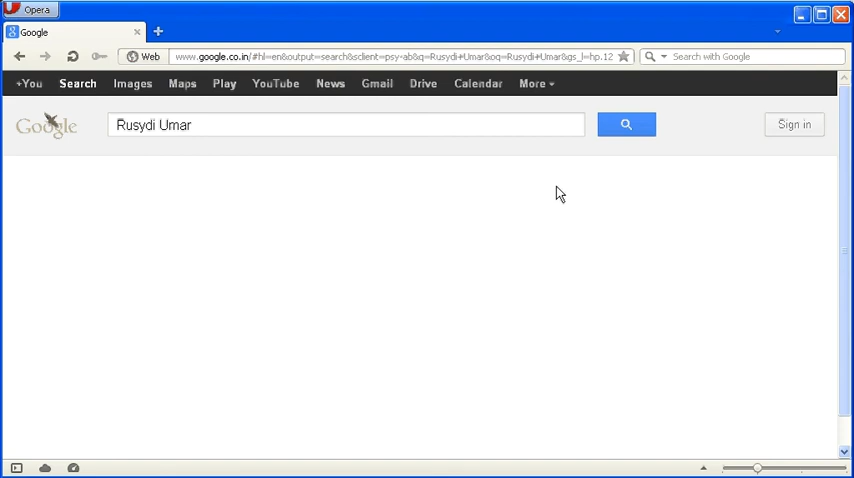 Opera
Google
Web www.google.co.in/#hl=en&output=search&sclient=psy-ab&q=Rusydi+Umar&oq=Rusydi+Umar&gs_l=hp.12 Search with Google
+You Search Images Maps Play YouTube News Gmail Drive Calendar More
Google Rusydi Umar Sign in